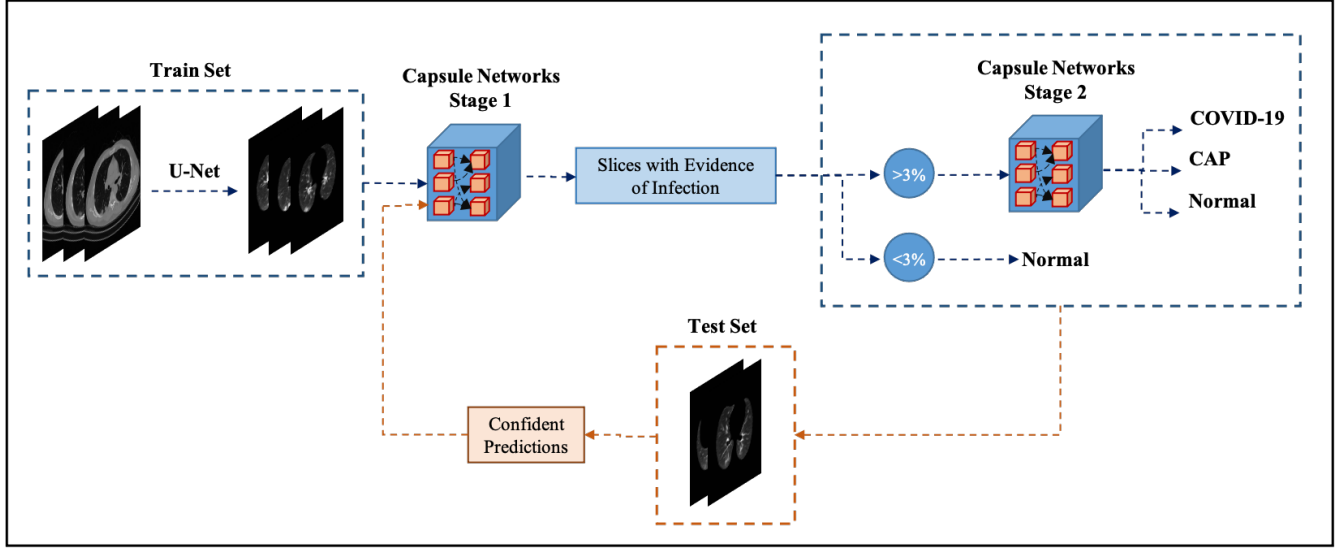 Train Set
U-Net
Capsule Networks
Stage 1
Slices with Evidence
of Infection
>3%
<3%
Normal
Capsule Networks
Stage 2
COVID-19
CAP
Normal
Test Set
Confident
Predictions